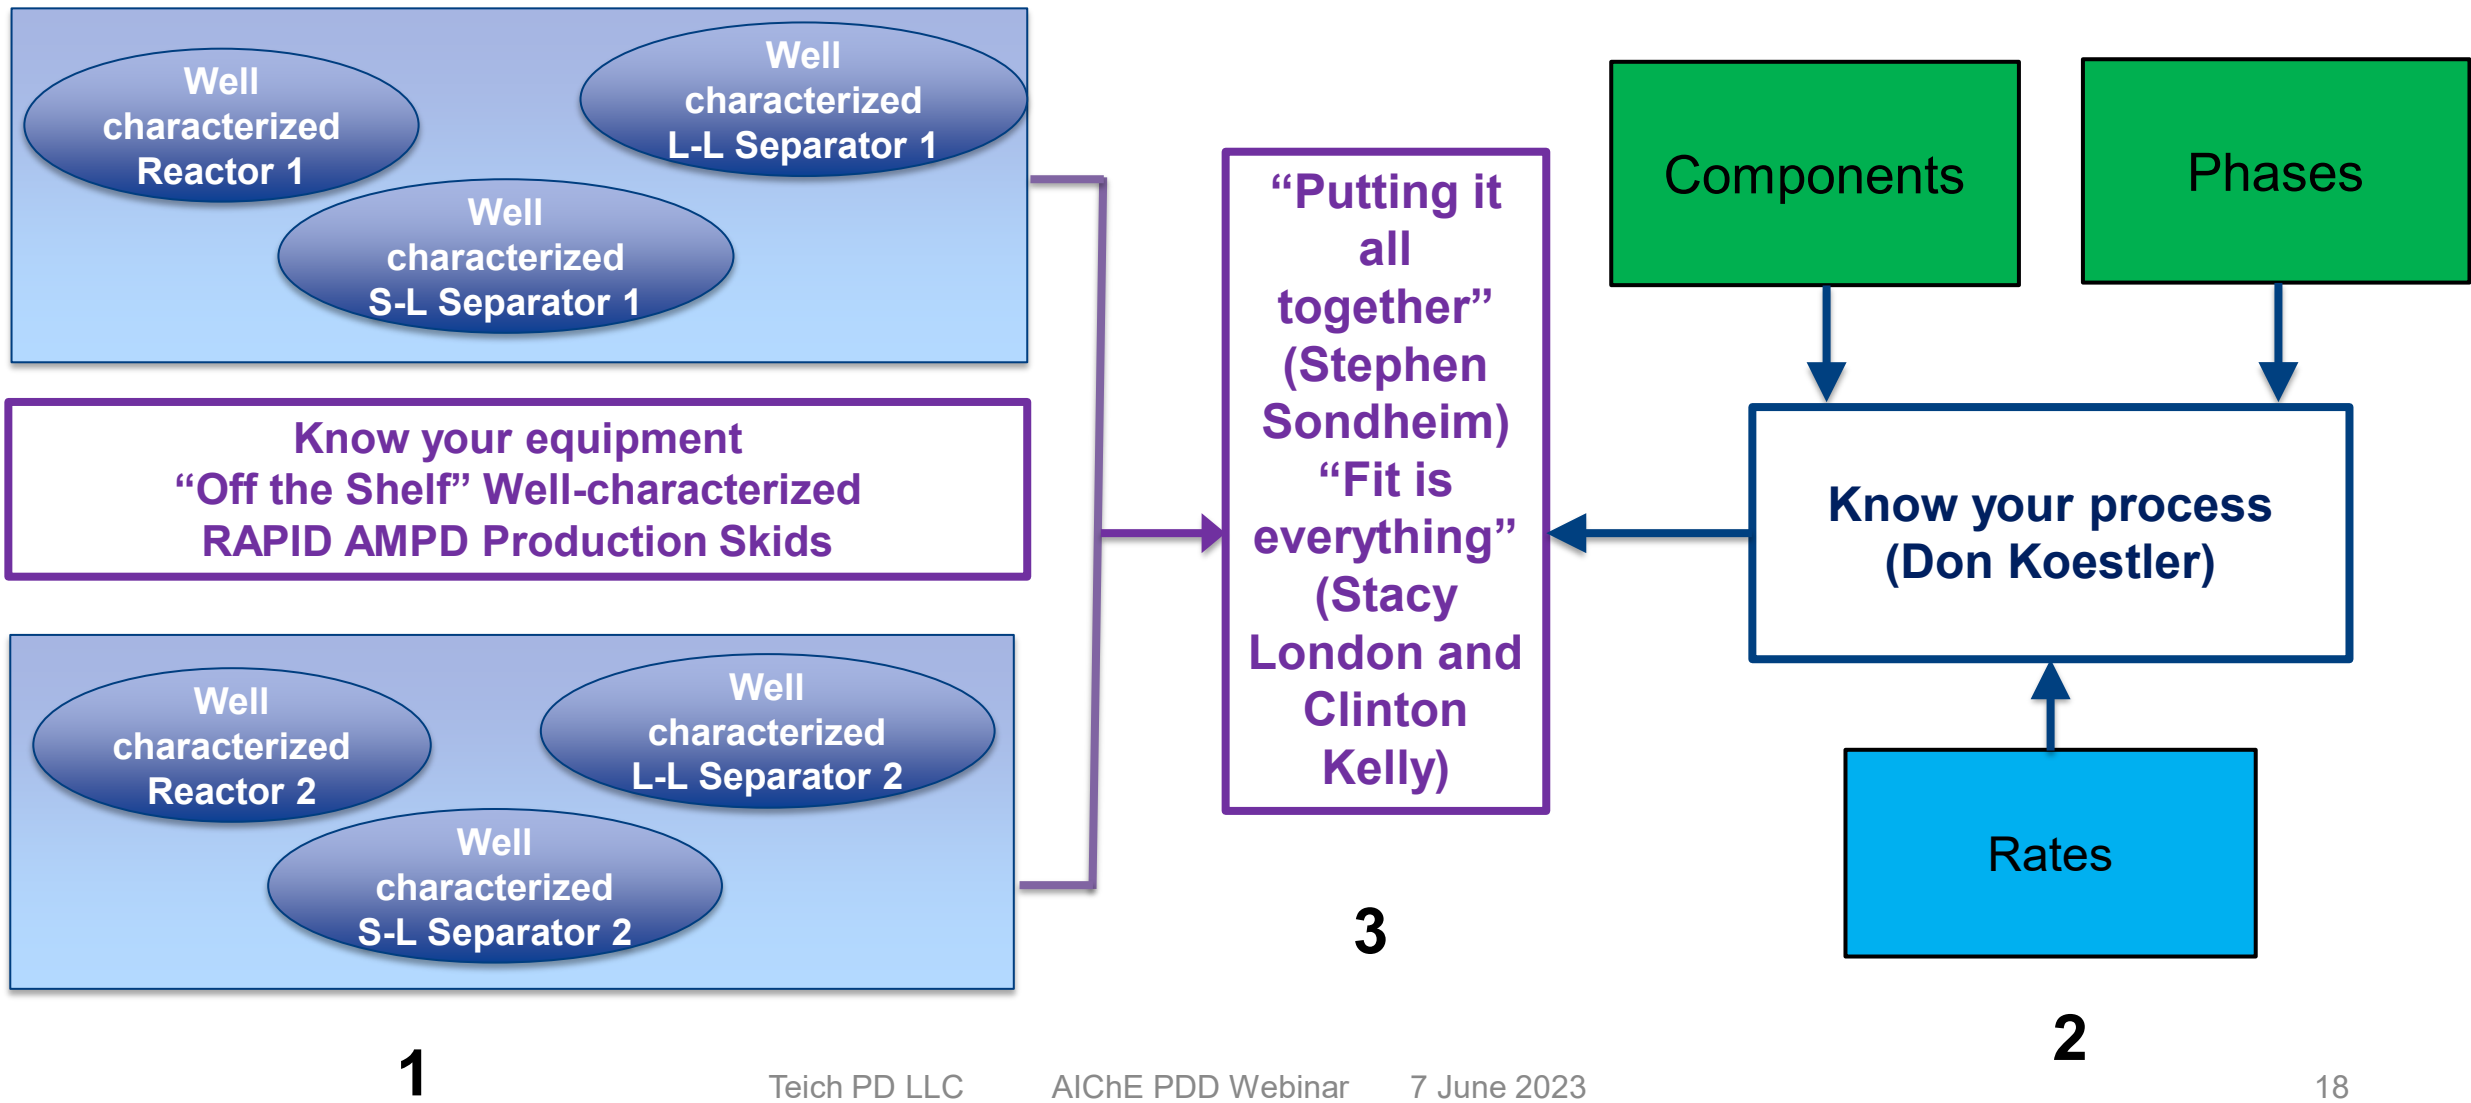 Well
characterized
Reactor 1
Well
characterized
L-L Separator 1
Well
characterized
S-L Separator 1
Know your equipment
“Off the Shelf” Well-characterized
RAPID AMPD Production Skids
Well
characterized
Reactor 2
Well
characterized
L-L Separator 2
Well
characterized
S-L Separator 2
1
“Putting it
all
together”
(Stephen
Sondheim)
“Fit is
everything”
(Stacy
London and
Clinton
Kelly)
3
Components
Phases
Know your process
(Don Koestler)
Rates
2
Teich PD LLC AIChE PDD Webinar 7 June 2023
18